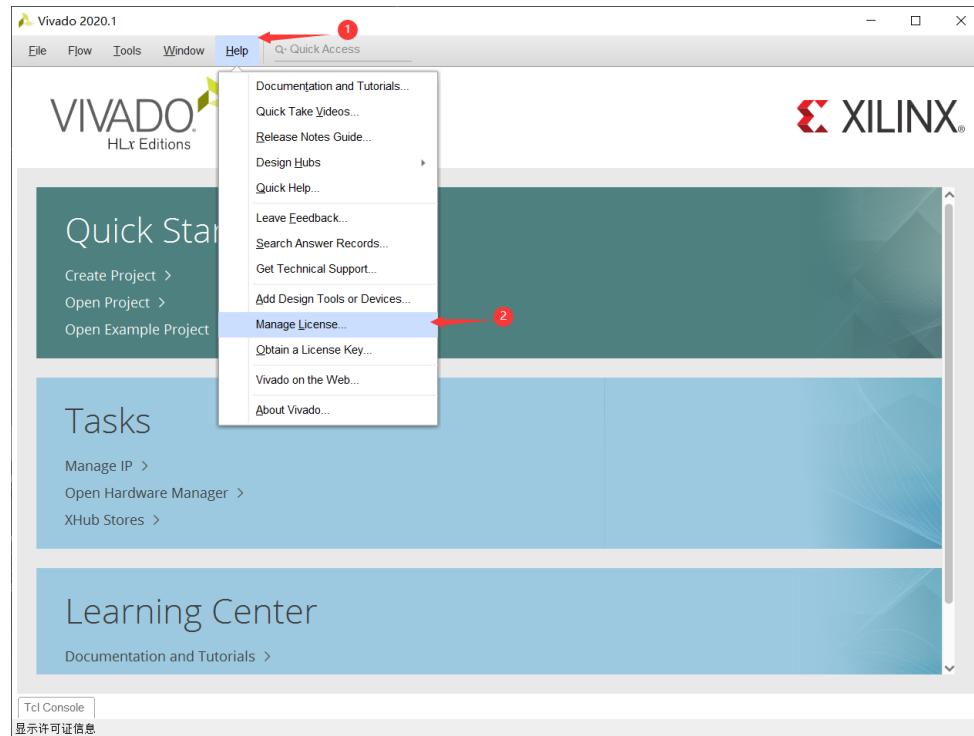 Vivado 2020.1
1
File Flow Tools Window Help Quick Access
VIVADO.
HLx Editions
XILINX®
Documentation and Tutorials...
Quick Take Videos...
Release Notes Guide...
Design Hubs
Quick Help...
Leave Feedback...
Search Answer Records...
Get Technical Support...
Add Design Tools or Devices...
Manage License...
2
Obtain a License Key...
Vivado on the Web...
About Vivado...
Quick Star
Create Project >
Open Project >
Open Example Project
Tasks
Manage IP >
Open Hardware Manager >
XHub Stores >
Learning Center
Documentation and Tutorials >
Tcl Console
显示许可证信息